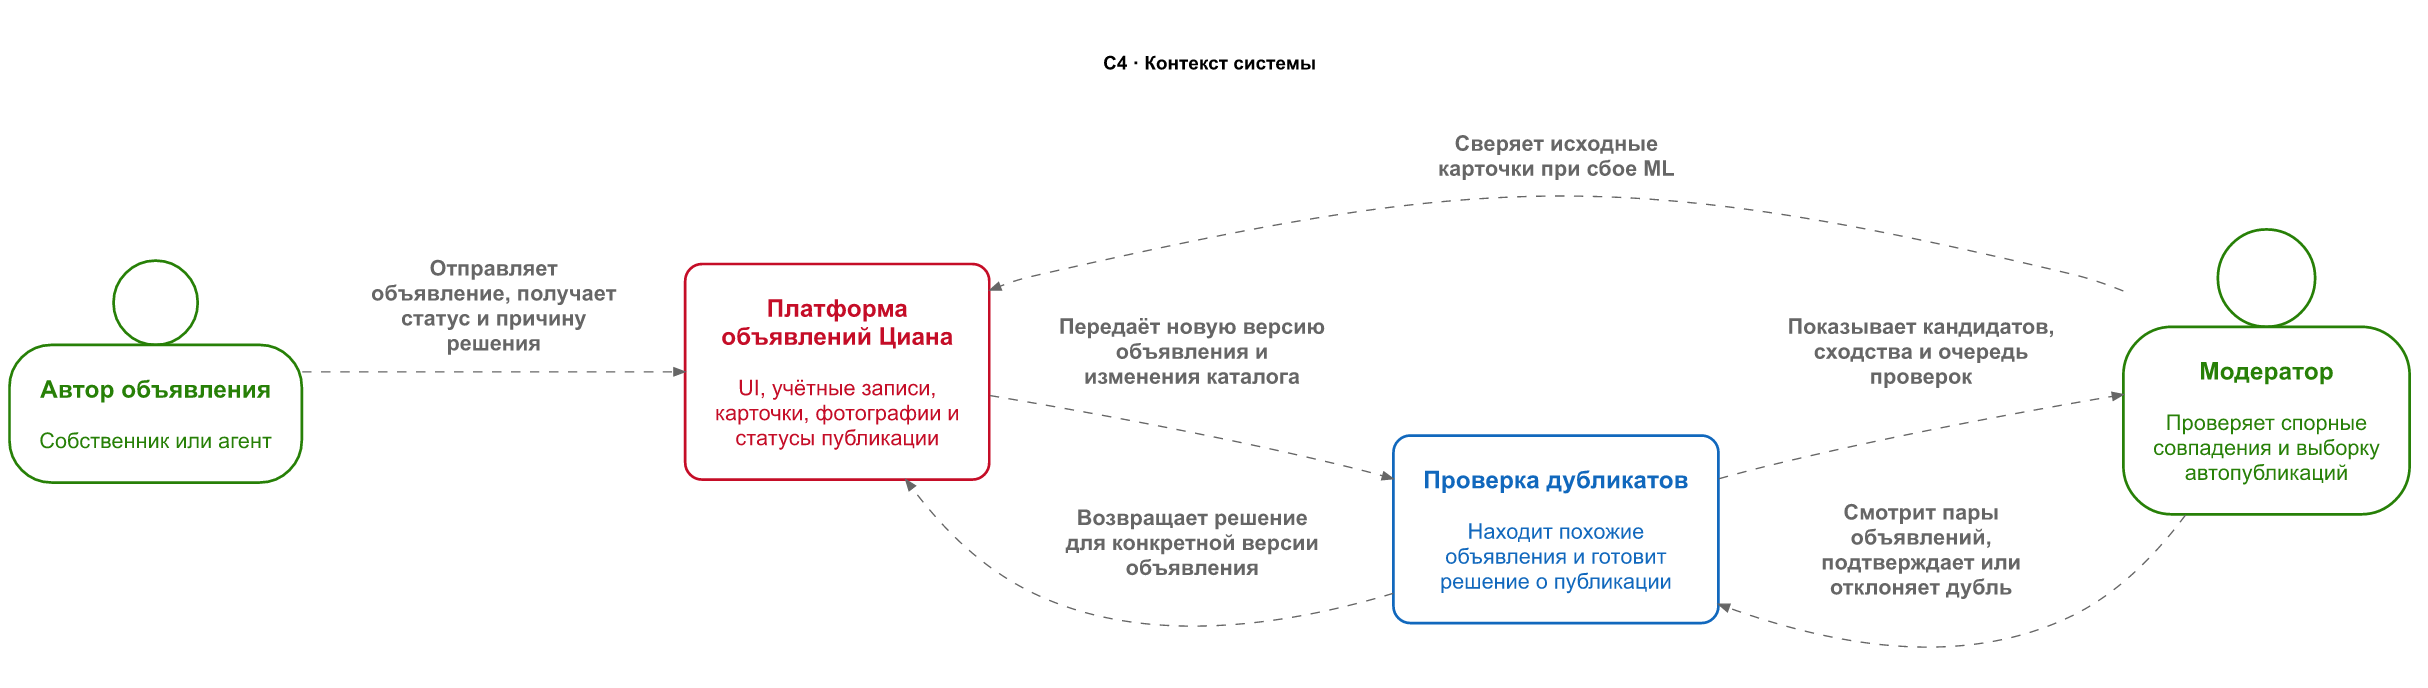 C4 · Контекст системы
Сверяет исходные
карточки при сбое ML
Отправляет
объявление, получает
статус и причину
решения
Автор объявления
Собственник или агент
Платформа
объявлений Циана
UI, учётные записи,
карточки, фотографии и
статусы публикации
Передаёт новую версию
объявления и
изменения каталога
Возвращает решение
для конкретной версии
объявления
Проверка дубликатов
Находит похожие
объявления и готовит
решение о публикации
Показывает кандидатов,
сходства и очередь
проверок
Смотрит пары
объявлений,
подтверждает или
отклоняет дубль
Модератор
Проверяет спорные
совпадения и выборку
автопубликаций